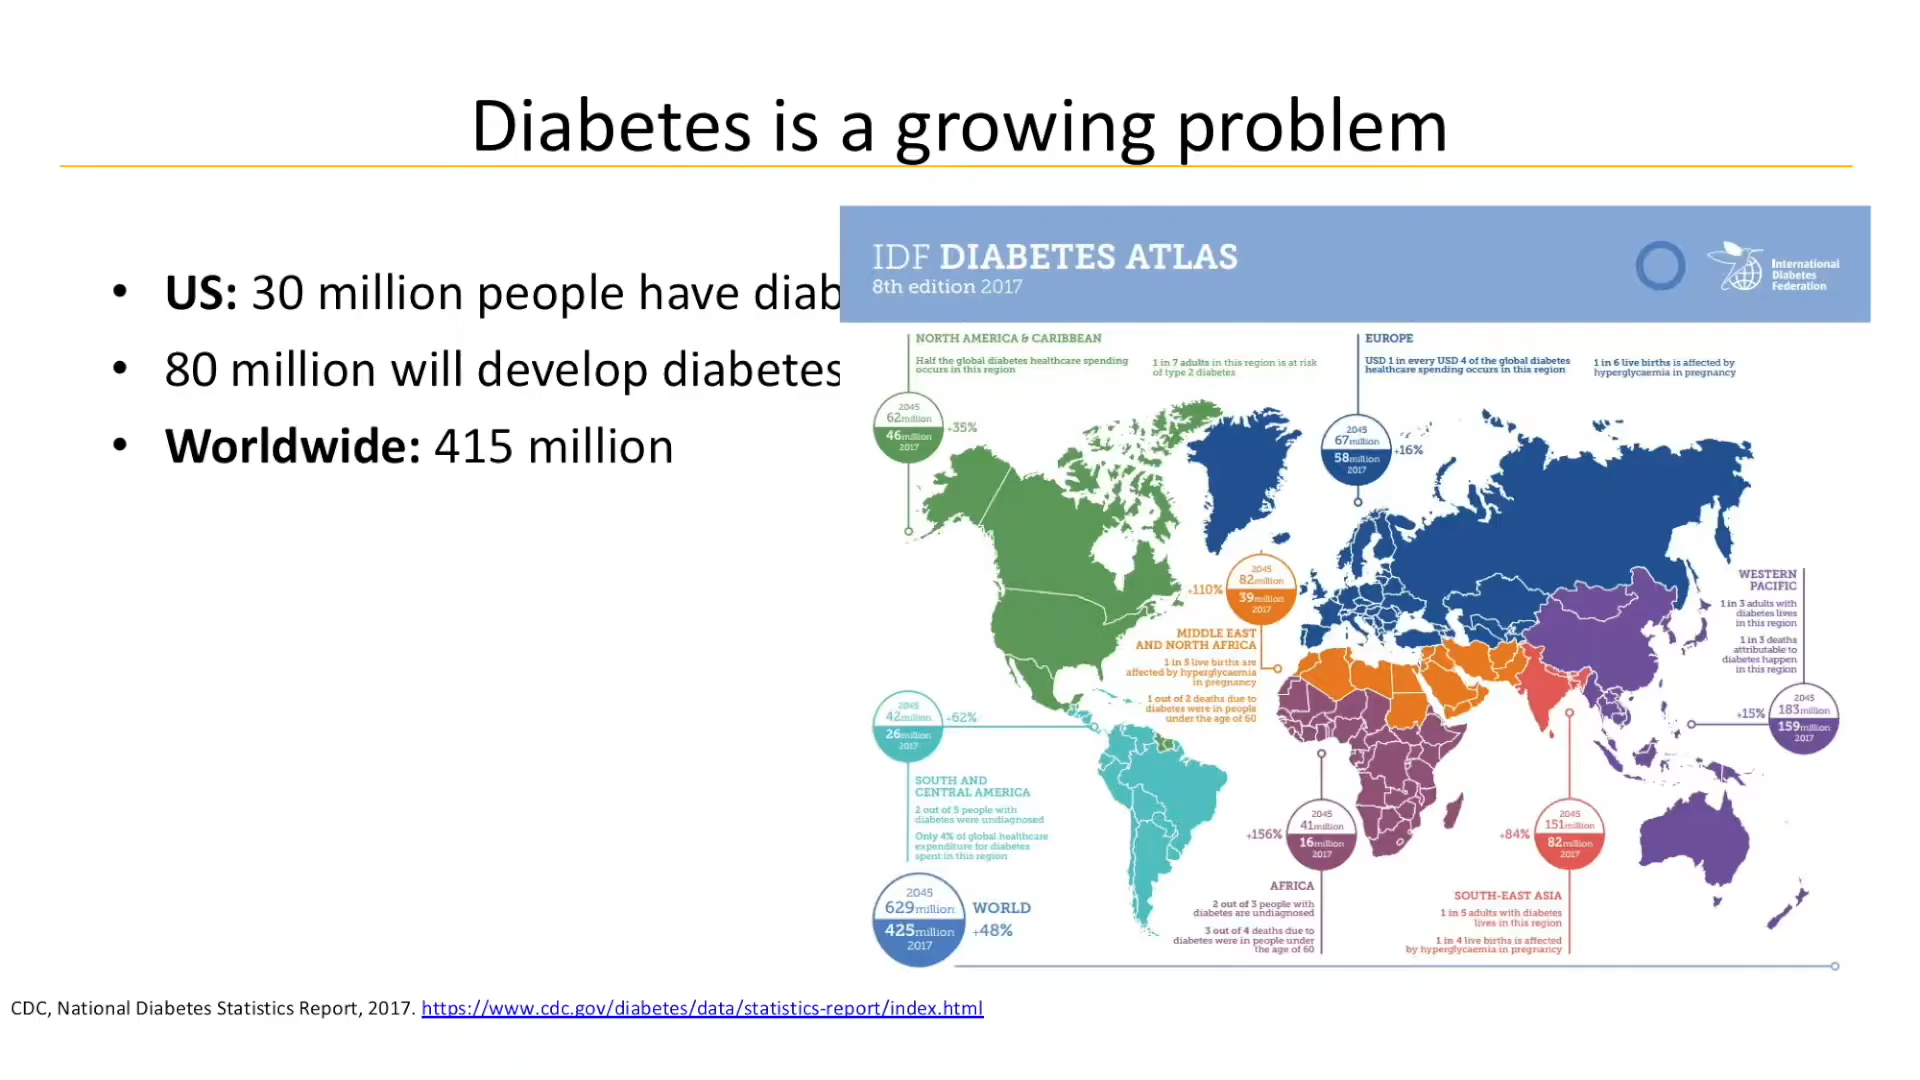 Diabetes is a growing problem
• US: 30 million people have diab
• 80 million will develop diabetes
• Worldwide: 415 million
IDF DIABETES ATLAS
8th edition 2017
International
Diabetes
Federation
NORTH AMERICA & CARIBBEAN
Half the global diabetes healthcare spending
occurs in this region
1 in 7 adults in this region is at risk
of type 2 diabetes
2045
62million
46million
2017
+35%
EUROPE
USD 1 in every USD 4 of the global diabetes
healthcare spending occurs in this region
1 in 6 live births is affected by
hyperglycaemia in pregnancy
2045
67million
58million
2017
+16%
2045
82million
39million
2017
+110%
MIDDLE EAST
AND NORTH AFRICA
1 in 5 live births are
affected by hyperglycaemia
in pregnancy
1 out of 2 deaths due to
diabetes were in people
under the age of 60
WESTERN
PACIFIC
1 in 3 adults with
diabetes lives
in this region
1 in 3 deaths
attributable to
diabetes happen
in this region
2045
183million
159million
2017
+15%
2045
42million
26million
2017
+62%
SOUTH AND
CENTRAL AMERICA
2 out of 5 people with
diabetes were undiagnosed
Only 4% of global healthcare
expenditure for diabetes
spent in this region
2045
41million
16million
2017
+156%
AFRICA
2 out of 3 people with
diabetes are undiagnosed
3 out of 4 deaths due to
diabetes were in people under
the age of 60
2045
151million
82million
2017
+84%
SOUTH-EAST ASIA
1 in 5 adults with diabetes
lives in this region
1 in 4 live births is affected
by hyperglycaemia in pregnancy
2045
629million
425million
2017
WORLD
+48%
CDC, National Diabetes Statistics Report, 2017. https://www.cdc.gov/diabetes/data/statistics-report/index.html